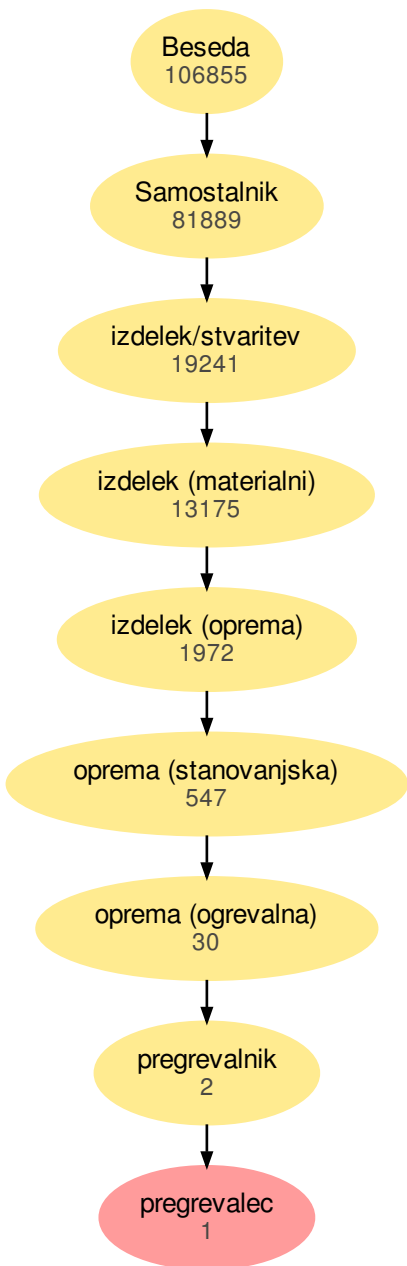 Beseda
106855
Samostalnik
81889
izdelek/stvaritev
19241
izdelek (materialni)
13175
izdelek (oprema)
1972
oprema (stanovanjska)
547
oprema (ogrevalna)
30
pregrevalnik
2
pregrevalec
1